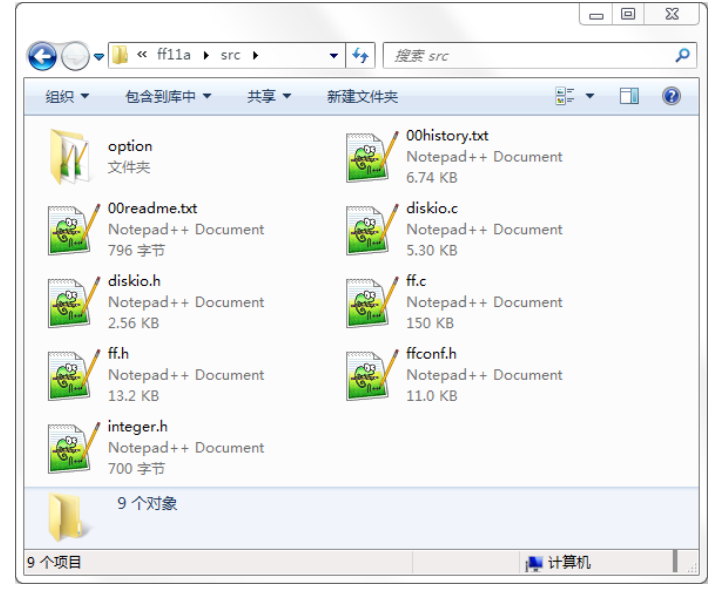 « ff11a src
搜索 src
组织 包含到库中 共享 新建文件夹
option
文件夹
00history.txt
Notepad++ Document
6.74 KB
00readme.txt
Notepad++ Document
796 字节
diskio.c
Notepad++ Document
5.30 KB
diskio.h
Notepad++ Document
2.56 KB
ff.c
Notepad++ Document
150 KB
ff.h
Notepad++ Document
13.2 KB
ffconf.h
Notepad++ Document
11.0 KB
integer.h
Notepad++ Document
700 字节
9 个对象
9 个项目
计算机